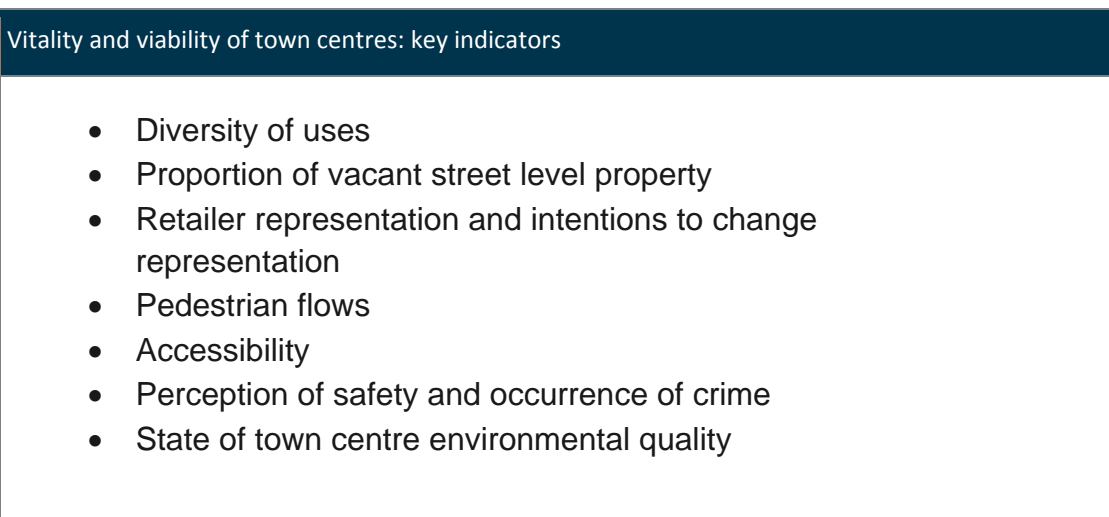 Vitality and viability of town centres: key indicators
• Diversity of uses
• Proportion of vacant street level property
• Retailer representation and intentions to change
representation
• Pedestrian flows
• Accessibility
• Perception of safety and occurrence of crime
• State of town centre environmental quality